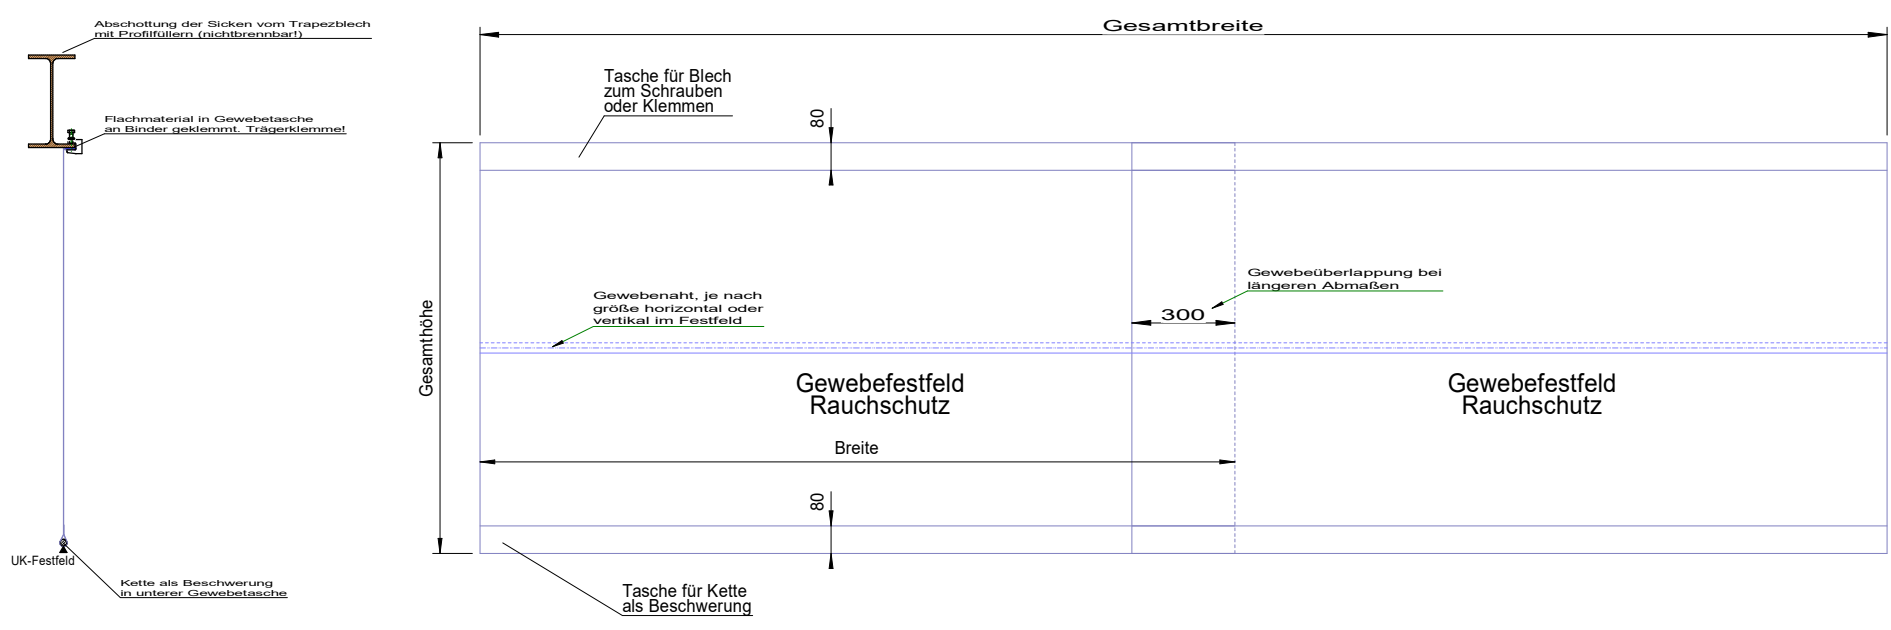 Abschottung der Sicken vom Trapezblech
mit Profilfüllern (nichtbrennbar!)
Flachmaterial in Gewebetasche
an Binder geklemmt. Trägerklemme!
UK-Festfeld
Kette als Beschwerung
in unterer Gewebetasche
Gesamtbreite
Tasche für Blech
zum Schrauben
oder Klemmen
80
Gesamthöhe
Gewebeüberlappung bei
längeren Abmaßen
Gewebenaht, je nach
größe horizontal oder
vertikal im Festfeld
300
Gewebefestfeld
Rauchschutz
Gewebefestfeld
Rauchschutz
Breite
80
Tasche für Kette
als Beschwerung